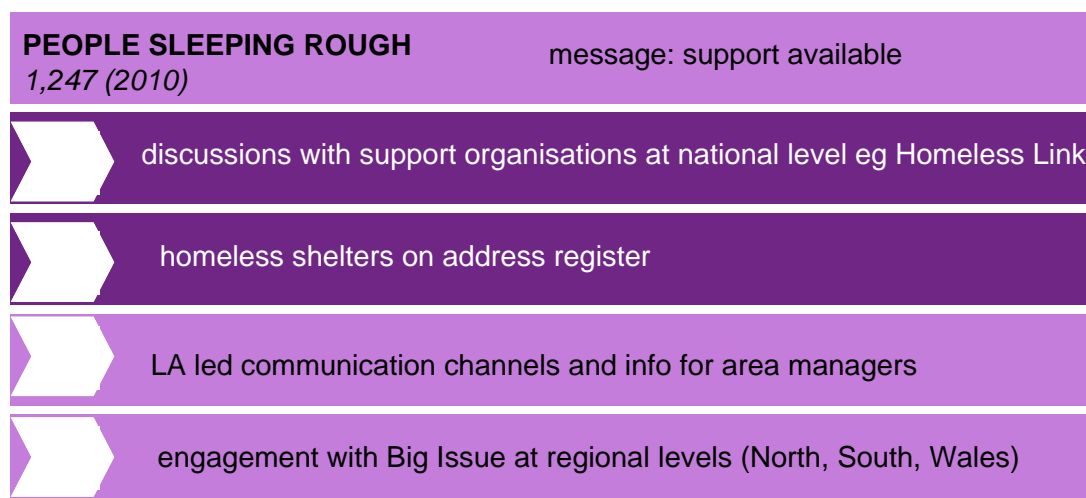 PEOPLE SLEEPING ROUGH
message: support available
1,247 (2010)
discussions with support organisations at national level eg Homeless Link
homeless shelters on address register
LA led communication channels and info for area managers
engagement with Big Issue at regional levels (North, South, Wales)